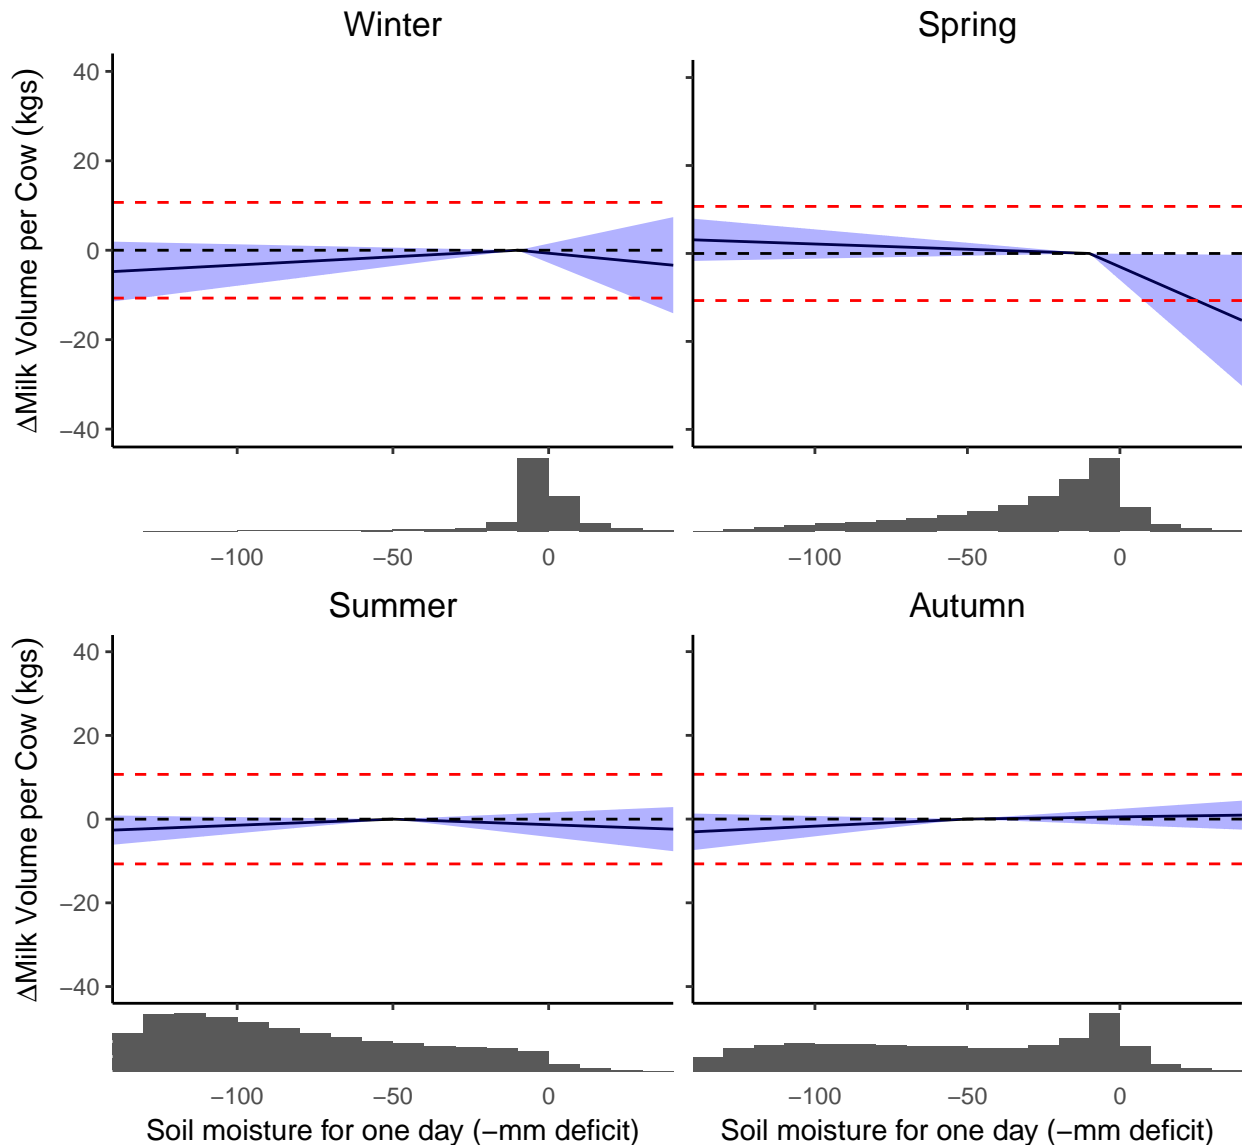 Winter
Spring
ΔMilk Volume per Cow (kgs)
40
20
0
−20
−40
−100
−50
0
−100
−50
0
Summer
Autumn
ΔMilk Volume per Cow (kgs)
40
20
0
−20
−40
−100
−50
0
−100
−50
0
Soil moisture for one day (−mm deficit)
Soil moisture for one day (−mm deficit)